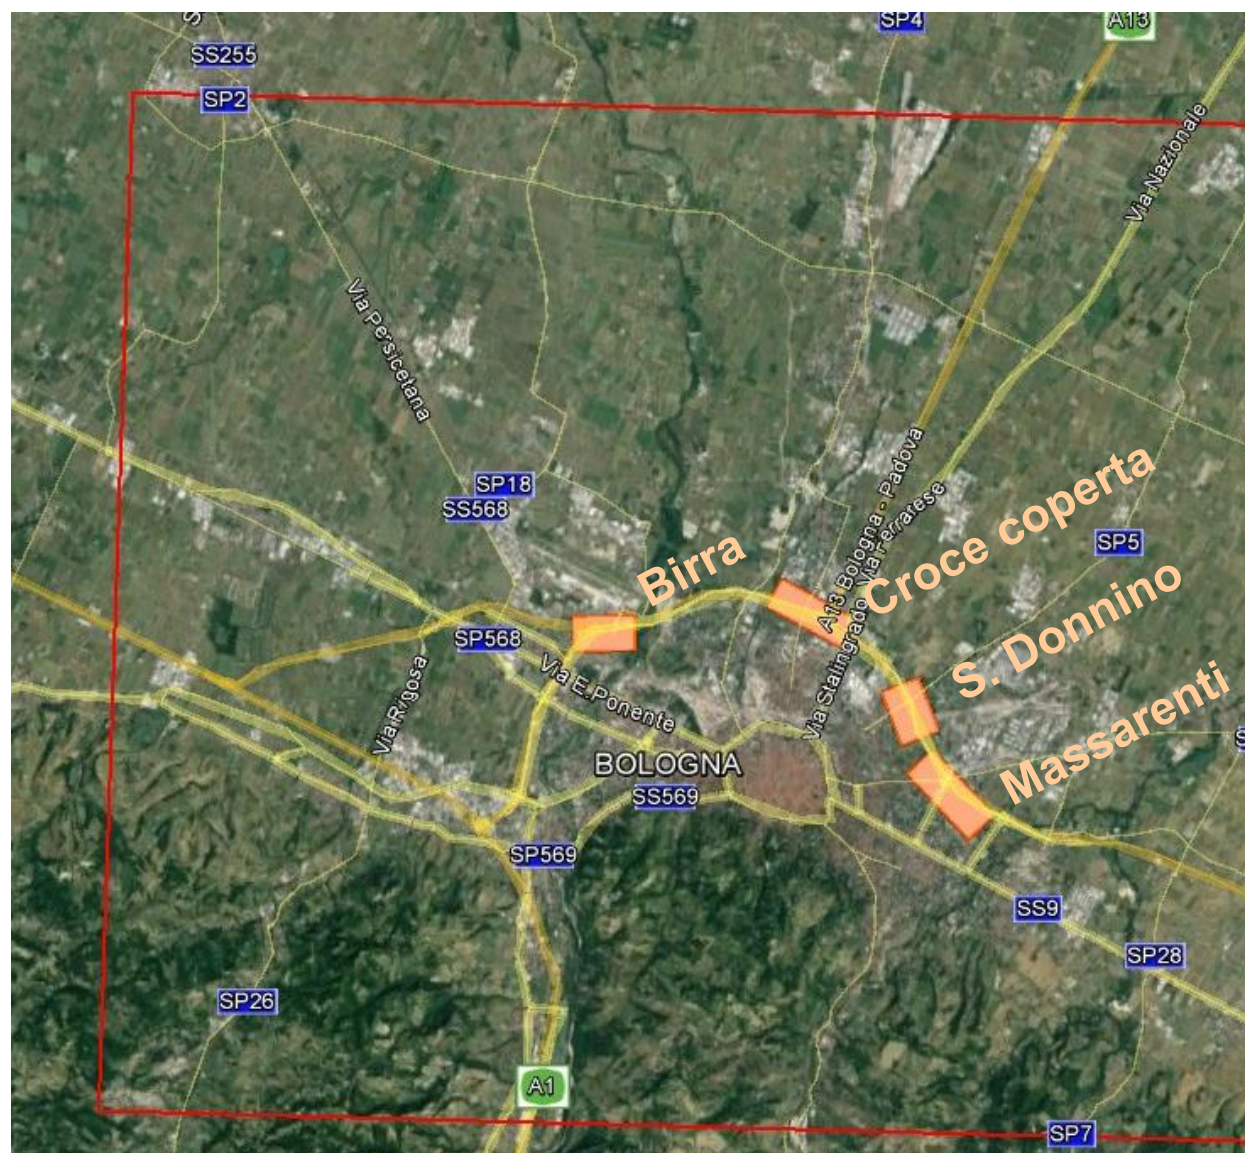 SP4
A13
SS255
SP2
Via Nazionale
Via Persicetana
SP18
SS568
A13 Bologna - Padova
Via Ferrarese
Croce coperta
SP5
Birra
S. Donnino
SP568
Via E.Ponente
Via Stalingrado
Via Rigosa
Massarenti
BOLOGNA
SS569
SP569
SS9
SP28
SP26
A1
SP7